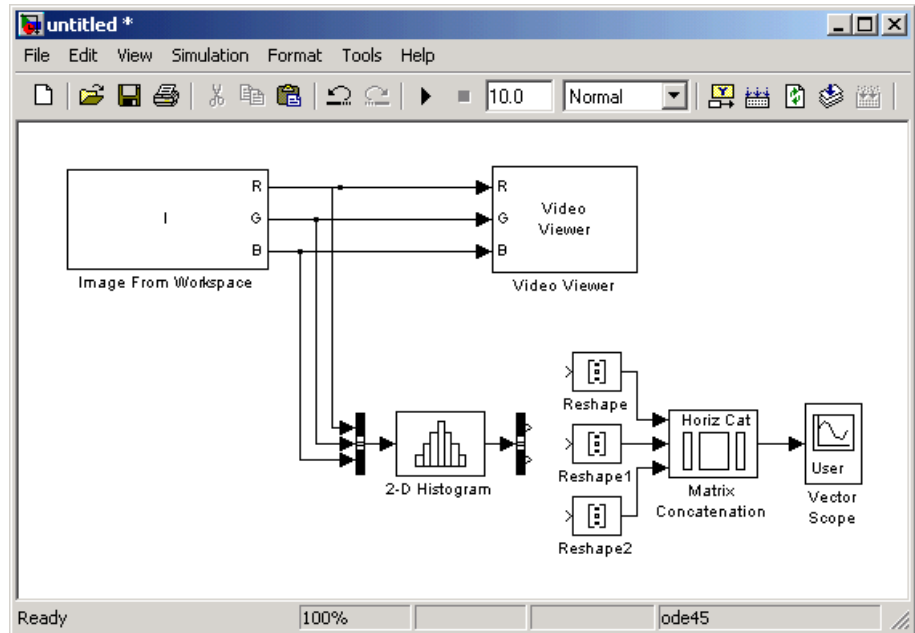 untitled *
File Edit View Simulation Format Tools Help
10.0 Normal
R R
I G G Video Viewer
B B
Image From Workspace Video Viewer
Reshape
Horiz Cat
2-D Histogram Reshape1 User
Matrix Concatenation Vector Scope
Reshape2
Ready 100% ode45